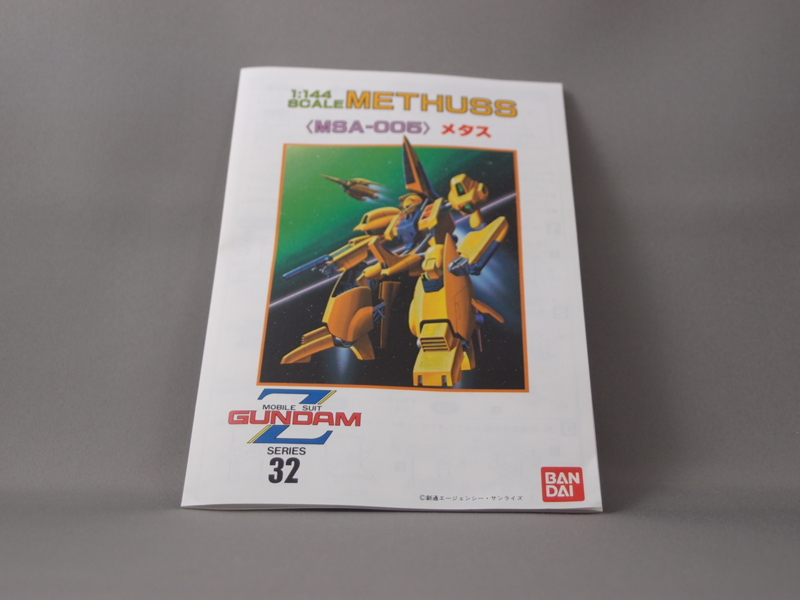 1:144
SCALE METHUSS
〈MSA-005〉 メタス
MOBILE SUIT
GUNDAM
Z
SERIES
32
©創通エージェンシー・サンライズ
BAN
DAI